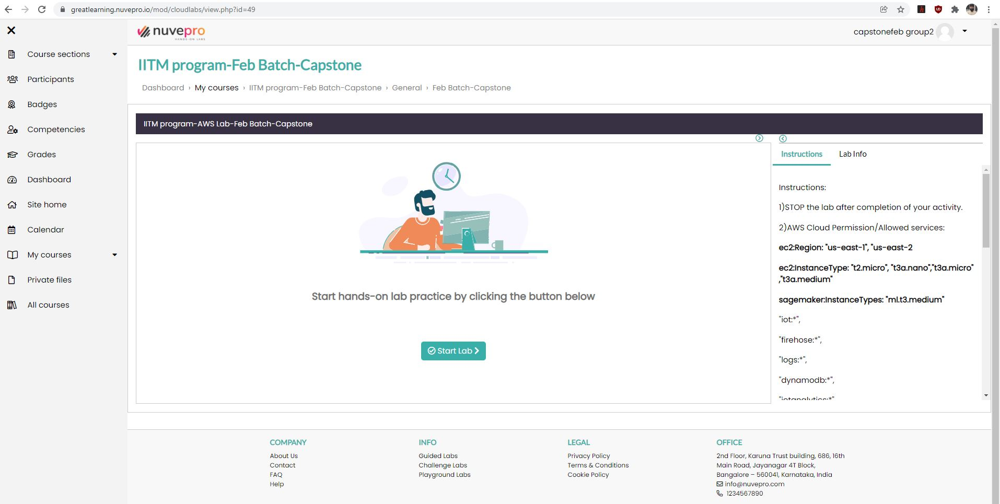 greatlearning.nuvepro.io/mod/cloudlabs/view.php?id=49
nuvepro
HANDS-ON LABS
capstonefeb group2
Course sections
Participants
Badges
Competencies
Grades
Dashboard
Site home
Calendar
My courses
Private files
All courses
IITM program-Feb Batch-Capstone
Dashboard › My courses › IITM program-Feb Batch-Capstone › General › Feb Batch-Capstone
IITM program-AWS Lab-Feb Batch-Capstone
Start hands-on lab practice by clicking the button below
Start Lab
Instructions Lab Info
Instructions:
1)STOP the lab after completion of your activity.
2)AWS Cloud Permission/Allowed services:
ec2:Region: "us-east-1", "us-east-2
ec2:InstanceType: "t2.micro", "t3a.nano","t3a.micro"
,"t3a.medium"
sagemaker:InstanceTypes: "ml.t3.medium"
"iot:*",
"firehose:*",
"logs:*",
"dynamodb:*",
"iotanalytics:*"
COMPANY
About Us
Contact
FAQ
Help
INFO
Guided Labs
Challenge Labs
Playground Labs
LEGAL
Privacy Policy
Terms & Conditions
Cookie Policy
OFFICE
2nd Floor, Karuna Trust building, 686, 16th
Main Road, Jayanagar 4T Block,
Bangalore – 560041, Karnataka, India
info@nuvepro.com
1234567890